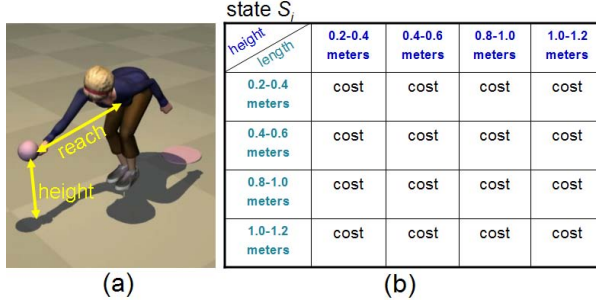 state Si
height
length
0.2-0.4 meters
0.4-0.6 meters
0.8-1.0 meters
1.0-1.2 meters
0.2-0.4 meters
cost cost cost cost
0.4-0.6 meters
cost cost cost cost
0.8-1.0 meters
cost cost cost cost
1.0-1.2 meters
cost cost cost cost
reach
height
(a)
(b)